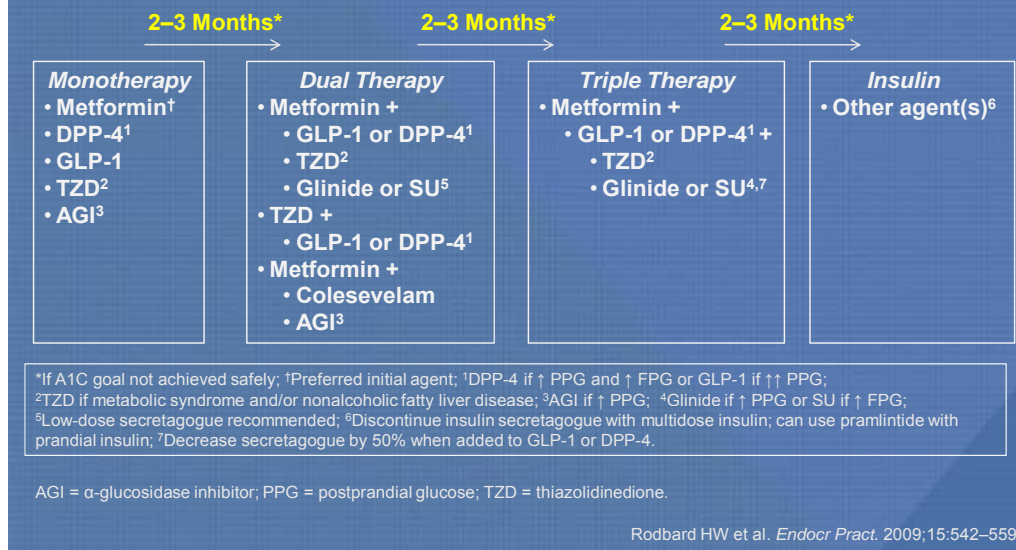 2–3 Months*
2–3 Months*
2–3 Months*
Monotherapy
• Metformin†
• DPP-4¹
• GLP-1
• TZD²
• AGI³
Dual Therapy
• Metformin +
• GLP-1 or DPP-4¹
• TZD²
• Glinide or SU⁵
• TZD +
• GLP-1 or DPP-4¹
• Metformin +
• Colesevelam
• AGI³
Triple Therapy
• Metformin +
• GLP-1 or DPP-4¹ +
• TZD²
• Glinide or SU⁴,⁷
Insulin
• Other agent(s)⁶
*If A1C goal not achieved safely; †Preferred initial agent; ¹DPP-4 if ↑ PPG and ↑ FPG or GLP-1 if ↑↑ PPG;
²TZD if metabolic syndrome and/or nonalcoholic fatty liver disease; ³AGI if ↑ PPG; ⁴Glinide if ↑ PPG or SU if ↑ FPG;
⁵Low-dose secretagogue recommended; ⁶Discontinue insulin secretagogue with multidose insulin; can use pramlintide with
prandial insulin; ⁷Decrease secretagogue by 50% when added to GLP-1 or DPP-4.
AGI = α-glucosidase inhibitor; PPG = postprandial glucose; TZD = thiazolidinedione.
Rodbard HW et al. Endocr Pract. 2009;15:542–559